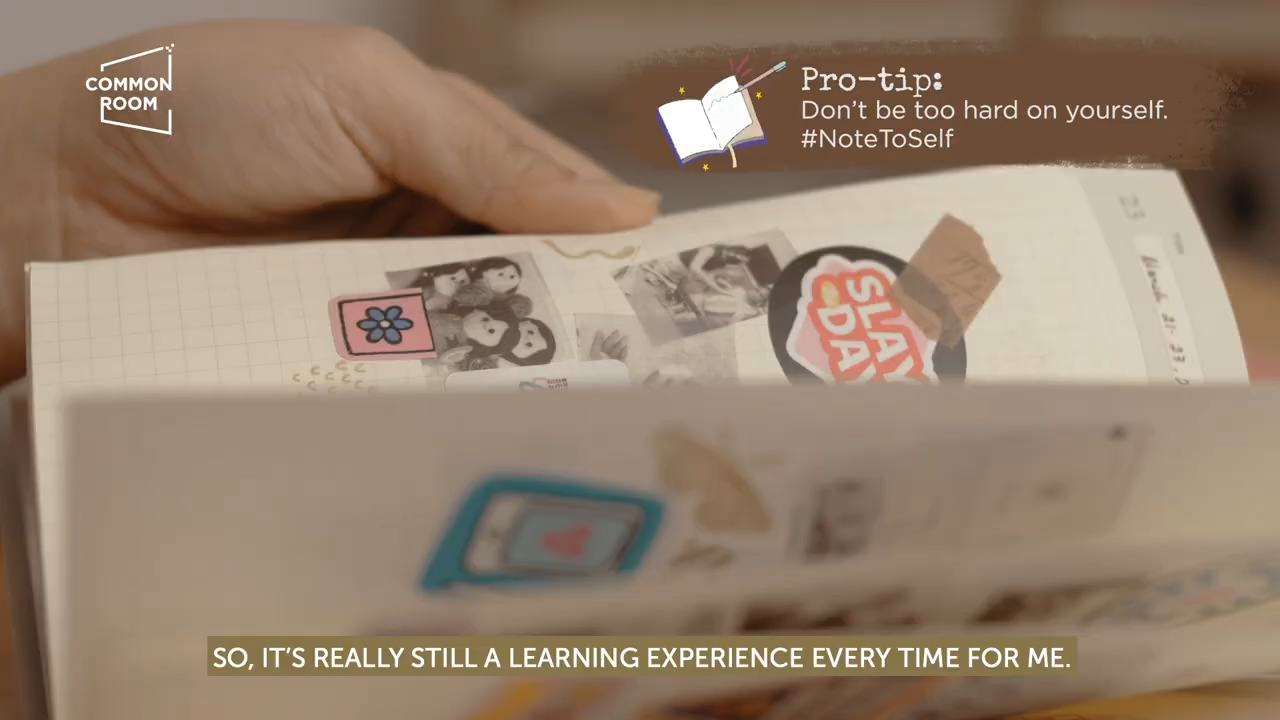 COMMON
ROOM
Pro-tip:
Don't be too hard on yourself.
#NoteToSelf
23
SLAY
DAY
SO, IT'S REALLY STILL A LEARNING EXPERIENCE EVERY TIME FOR ME.